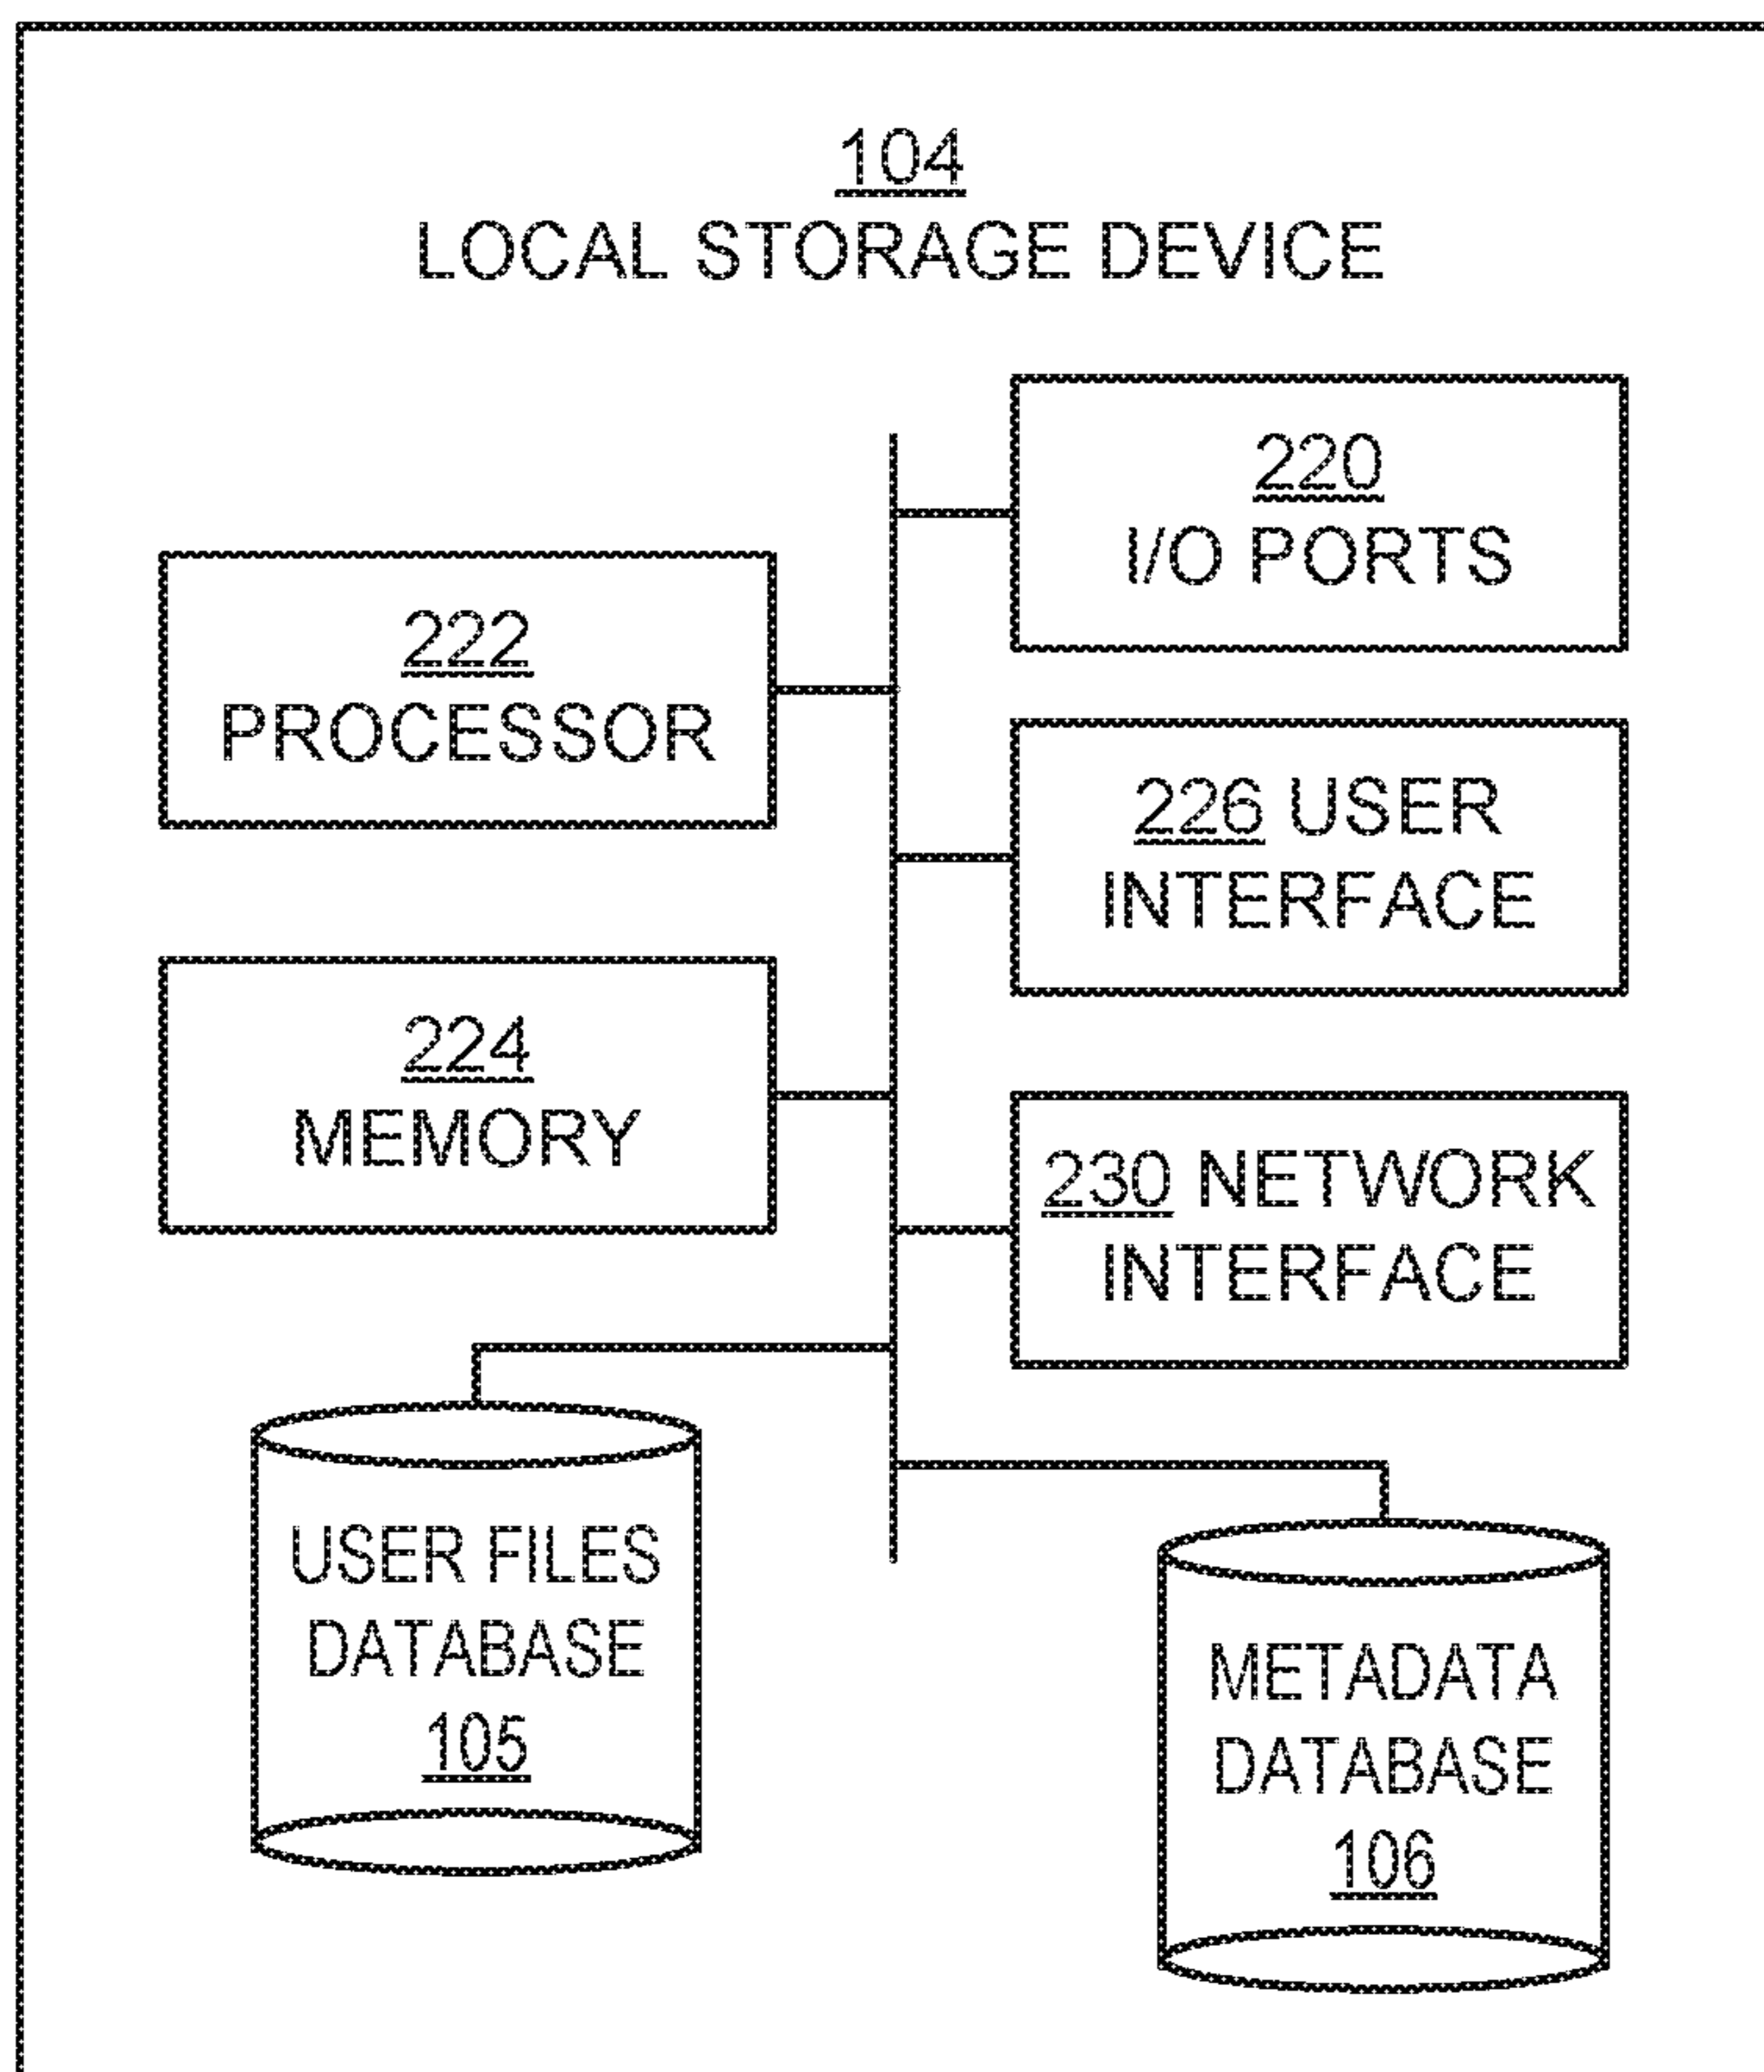 104
LOCAL STORAGE DEVICE
220
I/O PORTS
222
PROCESSOR
226 USER
INTERFACE
224
MEMORY
230 NETWORK
INTERFACE
USER FILES
DATABASE
105
METADATA
DATABASE
106